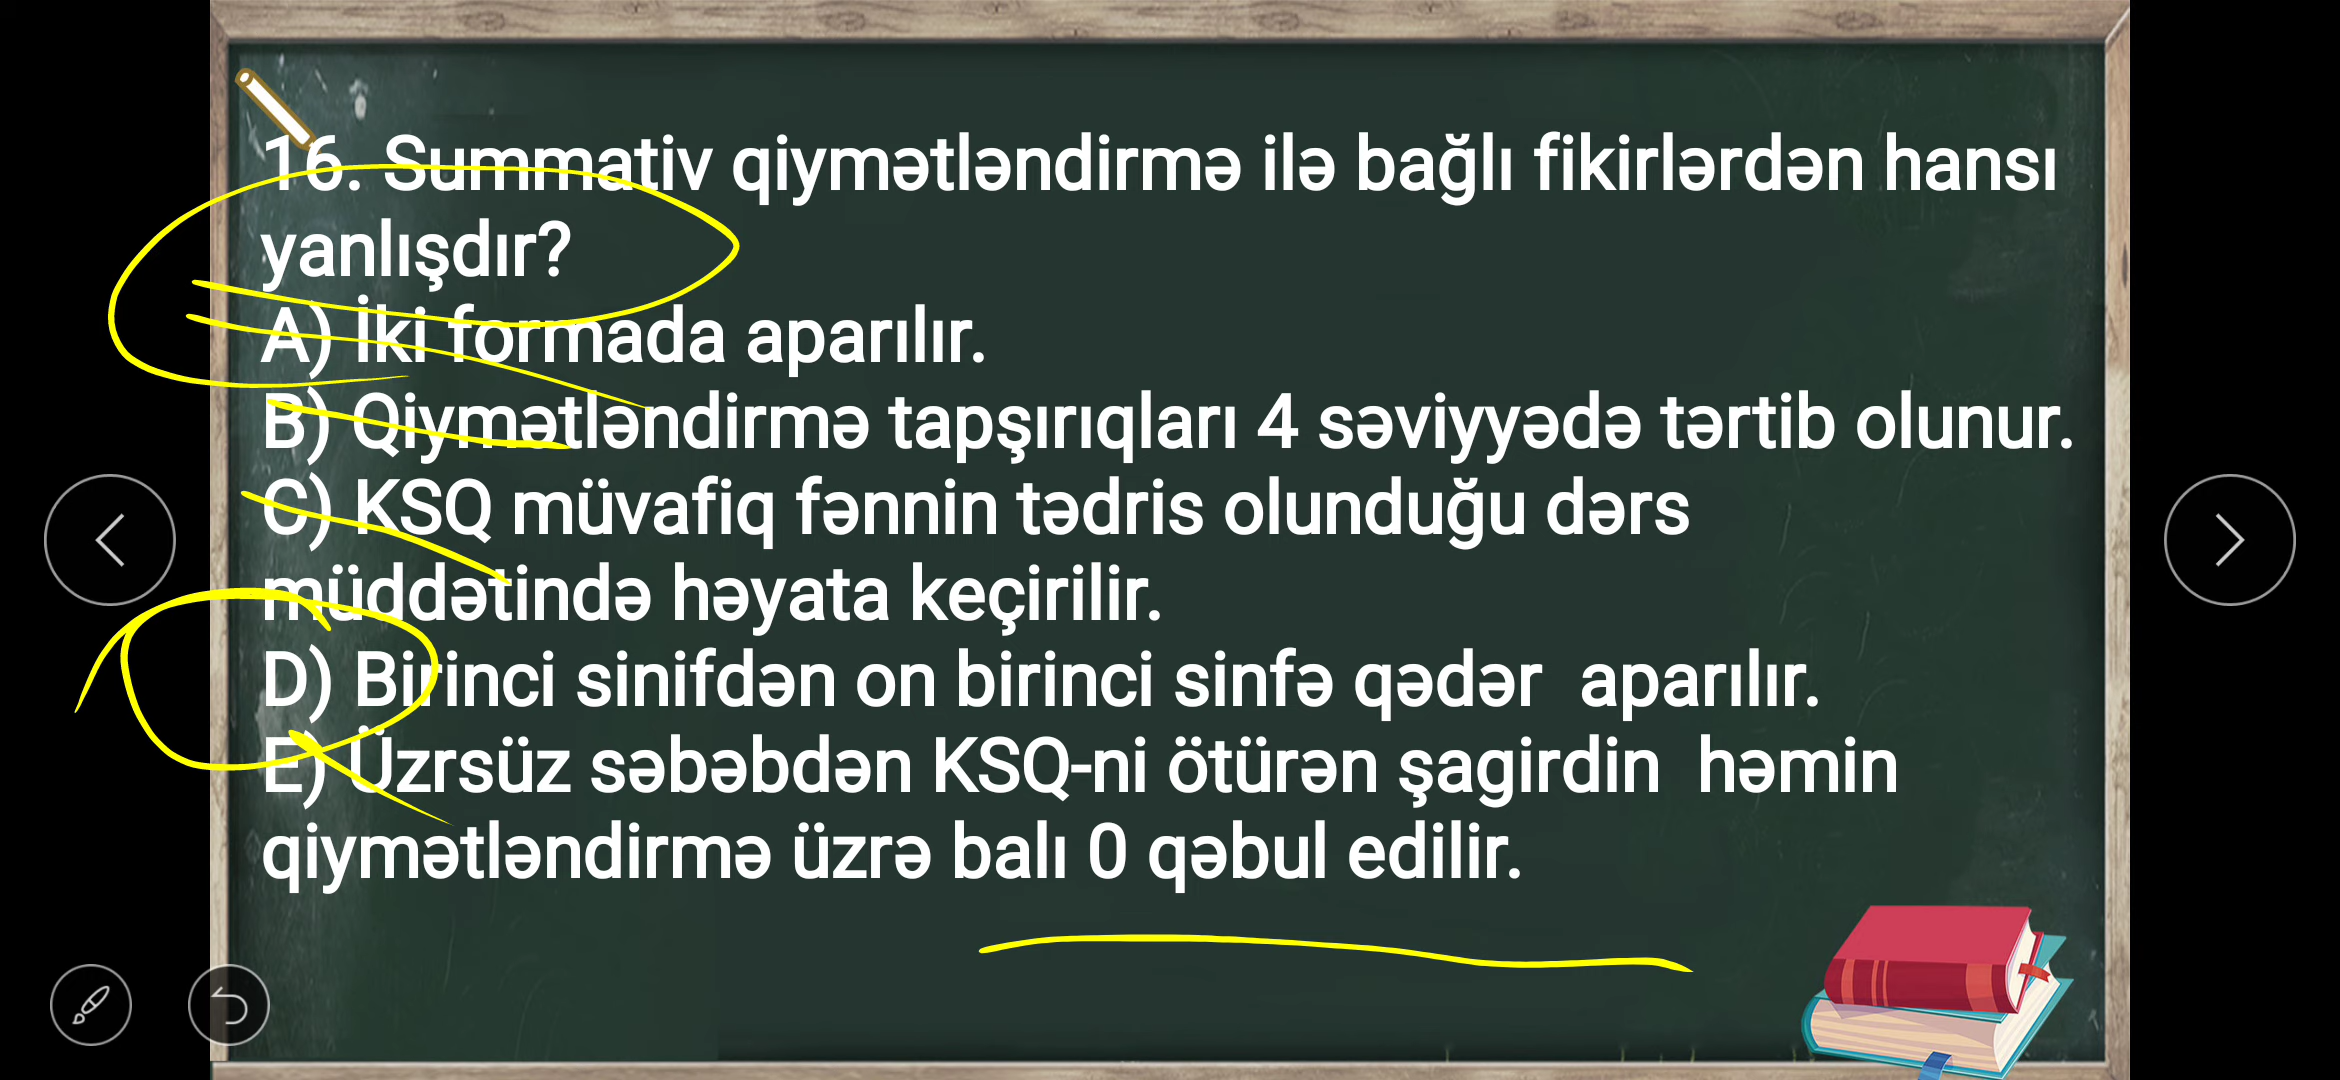 16. Summativ qiymətləndirmə ilə bağlı fikirlərdən hansı
yanlışdır?
A) İki formada aparılır.
B) Qiymətləndirmə tapşırıqları 4 səviyyədə tərtib olunur.
C) KSQ müvafiq fənnin tədris olunduğu dərs
müddətində həyata keçirilir.
D) Birinci sinifdən on birinci sinfə qədər  aparılır.
E) Üzrsüz səbəbdən KSQ-ni ötürən şagirdin  həmin
qiymətləndirmə üzrə balı 0 qəbul edilir.